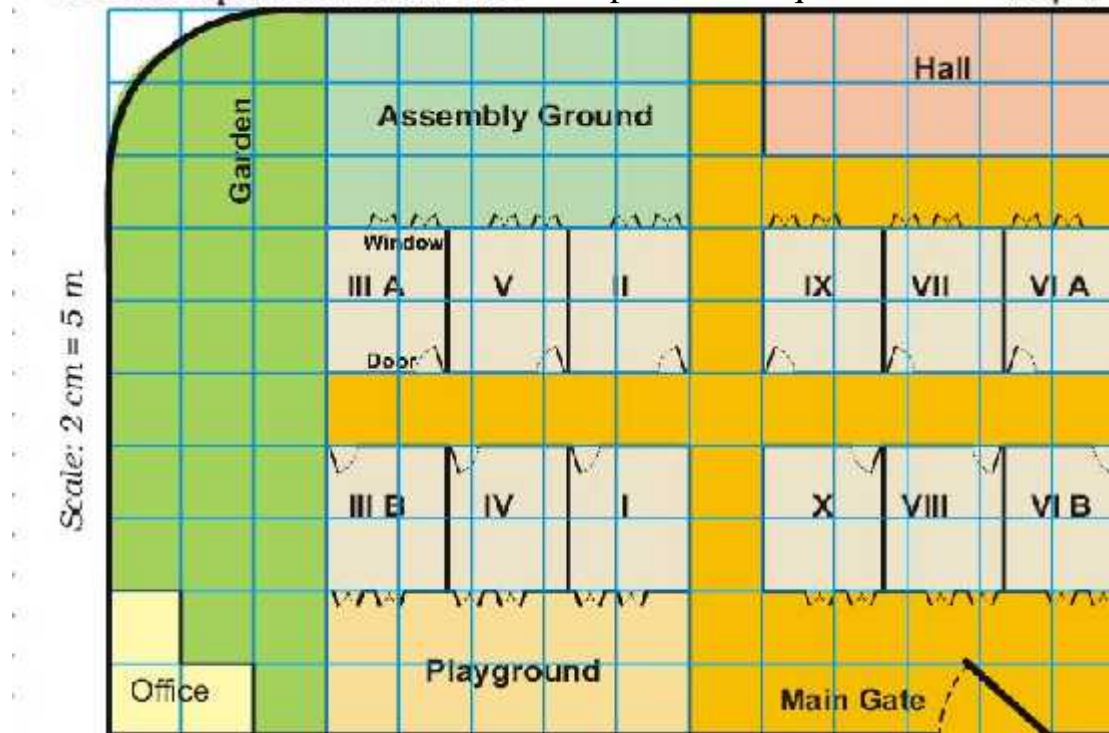 Hall
Assembly Ground
Garden
Window
III A V II IX VII VI A
Door
Scale: 2 cm = 5 m
III B IV I X VIII VI B
Playground
Office
Main Gate